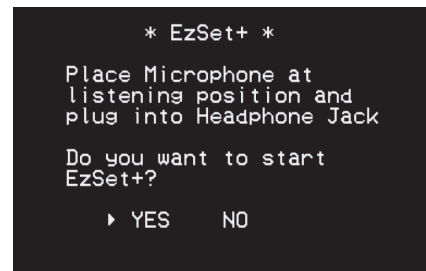 * EzSet+ *
Place Microphone at
listening position and
plug into Headphone Jack
Do you want to start
EzSet+?
▸ YES NO